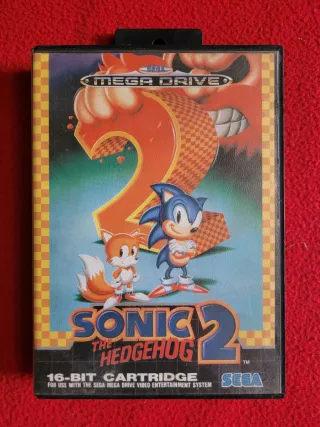 SEGA
MEGA DRIVE
2
SONIC
THE
HEDGEHOG 2
TM
16-BIT CARTRIDGE
FOR USE WITH THE SEGA MEGA DRIVE VIDEO ENTERTAINMENT SYSTEM
SEGA